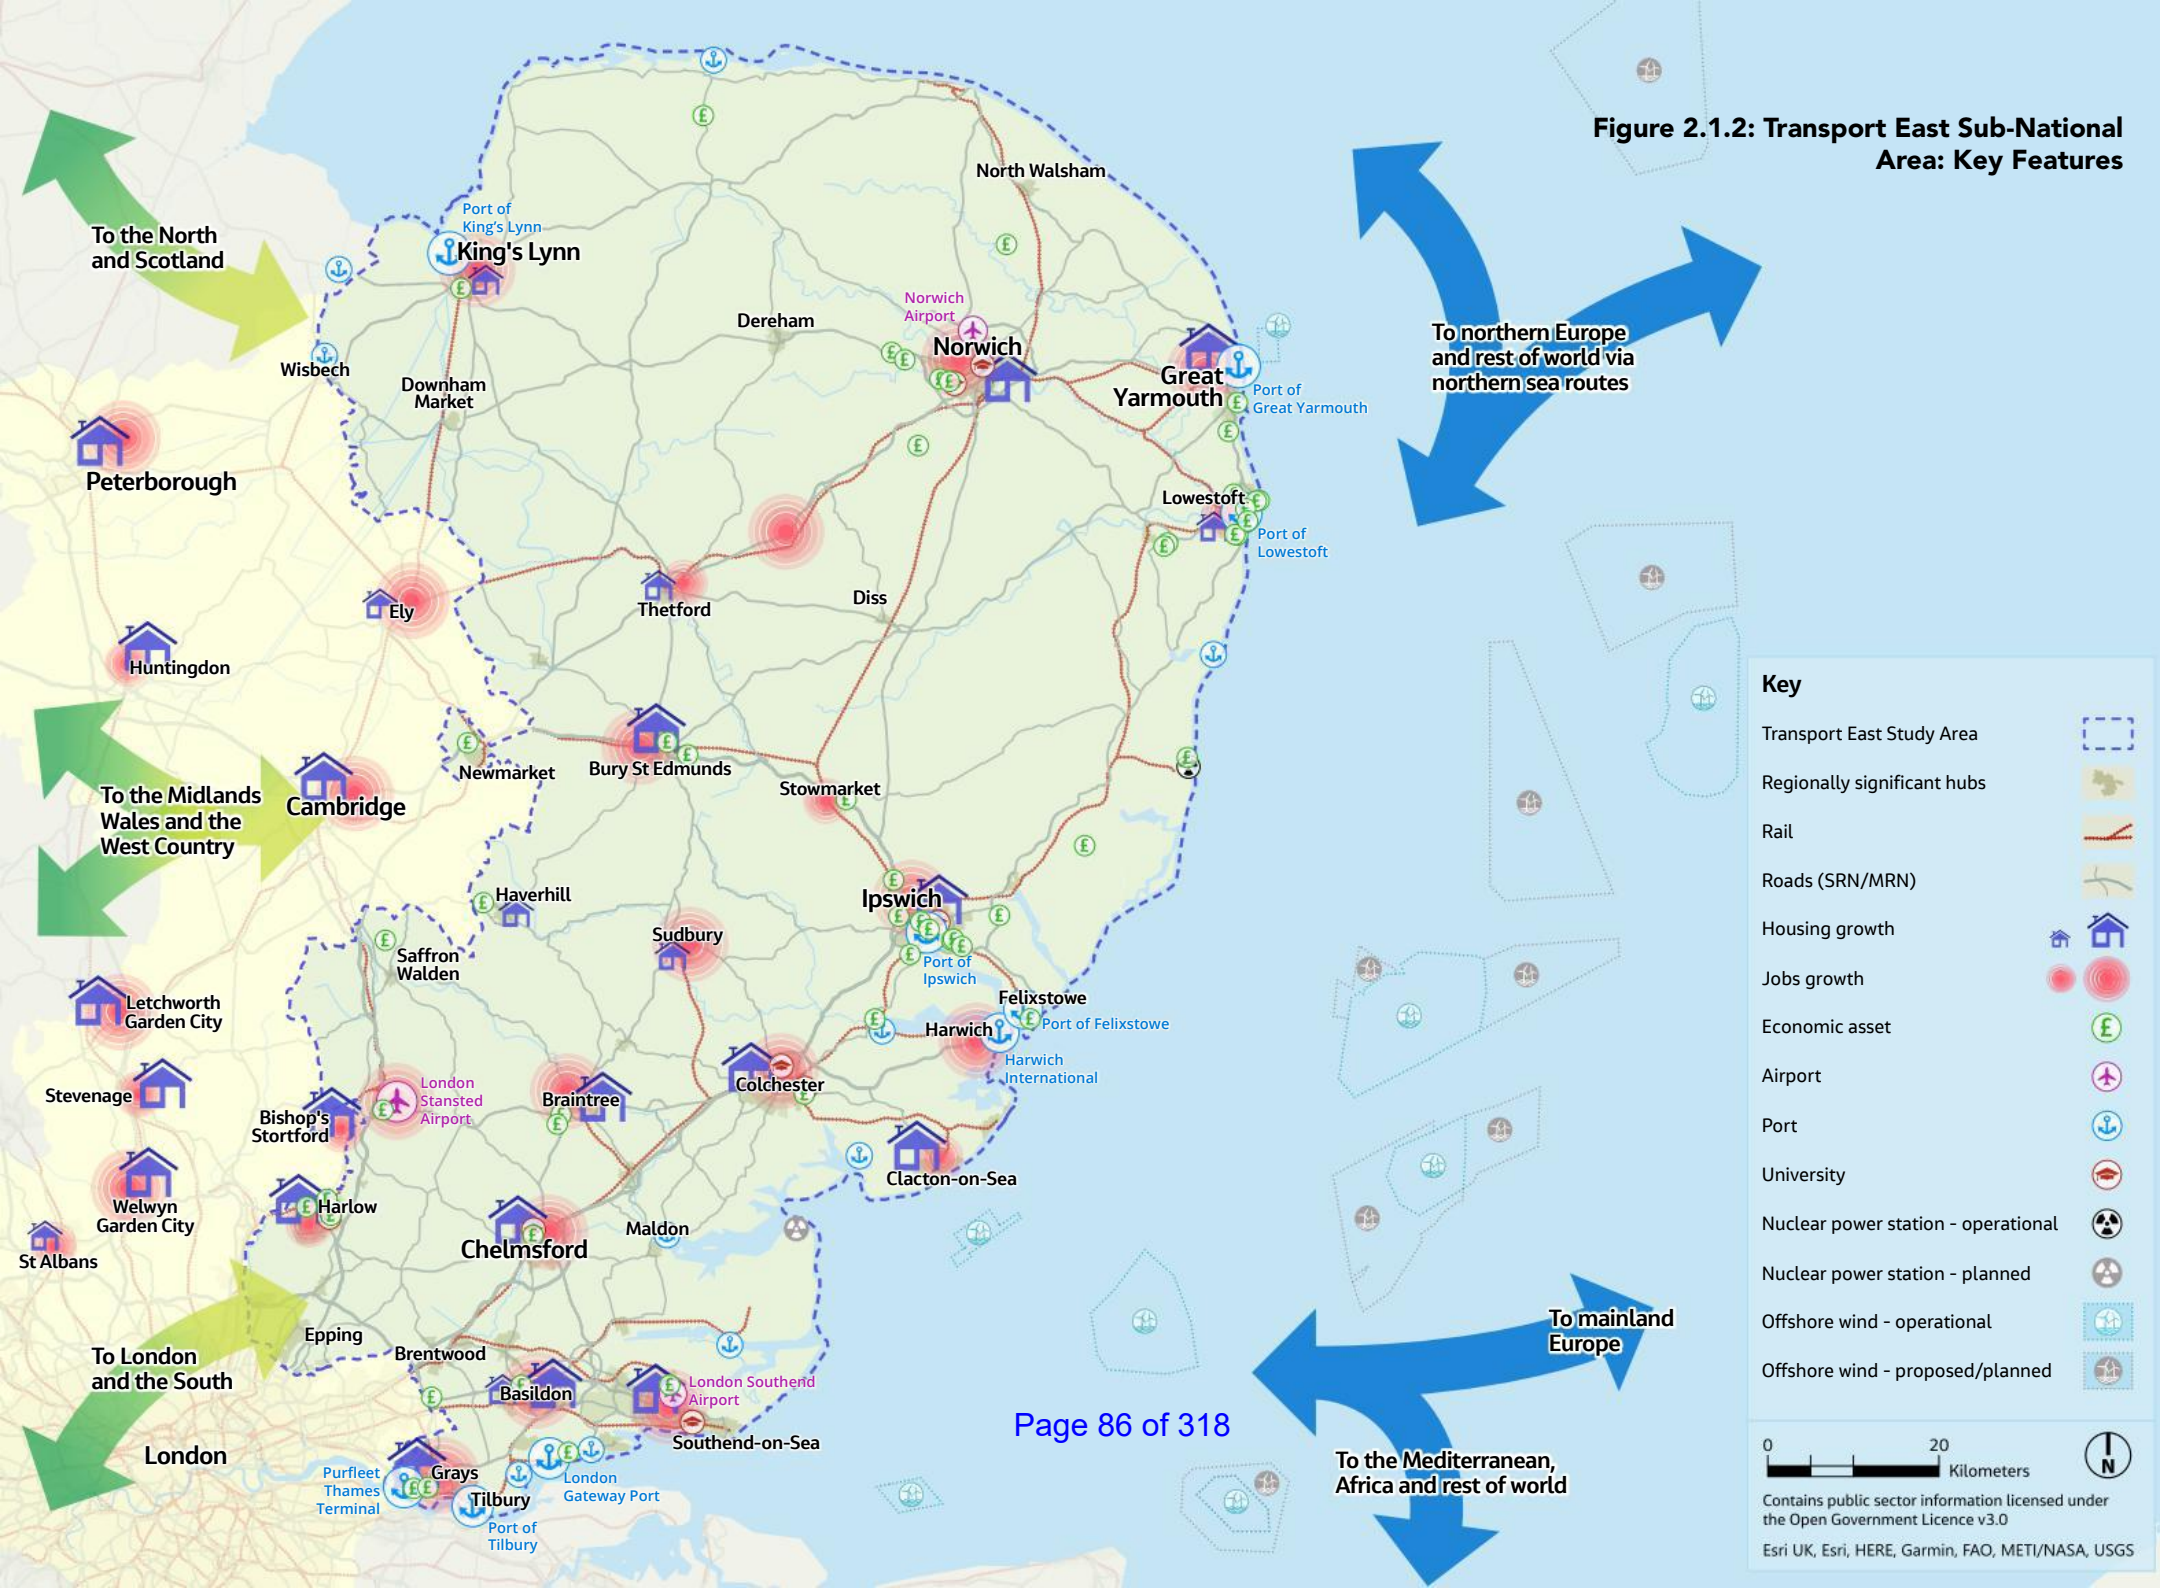 Figure 2.1.2: Transport East Sub-National
Area: Key Features
North Walsham
Port of
King's Lynn
King's Lynn
To the North
and Scotland
Norwich
Airport
Dereham
Norwich
To northern Europe
and rest of world via
northern sea routes
Wisbech
Downham
Market
Great
Yarmouth
Port of
Great Yarmouth
Peterborough
Lowestoft
Port of
Lowestoft
Ely
Thetford
Diss
Huntingdon
Newmarket
Bury St Edmunds
Stowmarket
To the Midlands
Wales and the
West Country
Cambridge
Haverhill
Ipswich
Sudbury
Saffron
Walden
Port of
Ipswich
Letchworth
Garden City
Felixstowe
Port of Felixstowe
Harwich
Harwich
International
Stevenage
London
Stansted
Airport
Braintree
Colchester
Bishop's
Stortford
Clacton-on-Sea
Welwyn
Garden City
Harlow
Maldon
Chelmsford
St Albans
Epping
Brentwood
To London
and the South
Basildon
London Southend
Airport
Southend-on-Sea
London
Grays
Purfleet
Thames
Terminal
Tilbury
London
Gateway Port
Port of
Tilbury
To mainland
Europe
Page 86 of 318
To the Mediterranean,
Africa and rest of world
Key
Transport East Study Area
Regionally significant hubs
Rail
Roads (SRN/MRN)
Housing growth
Jobs growth
Economic asset
£
Airport
Port
University
Nuclear power station - operational
Nuclear power station - planned
Offshore wind - operational
Offshore wind - proposed/planned
0 20
Kilometers
N
Contains public sector information licensed under
the Open Government Licence v3.0
Esri UK, Esri, HERE, Garmin, FAO, METI/NASA, USGS